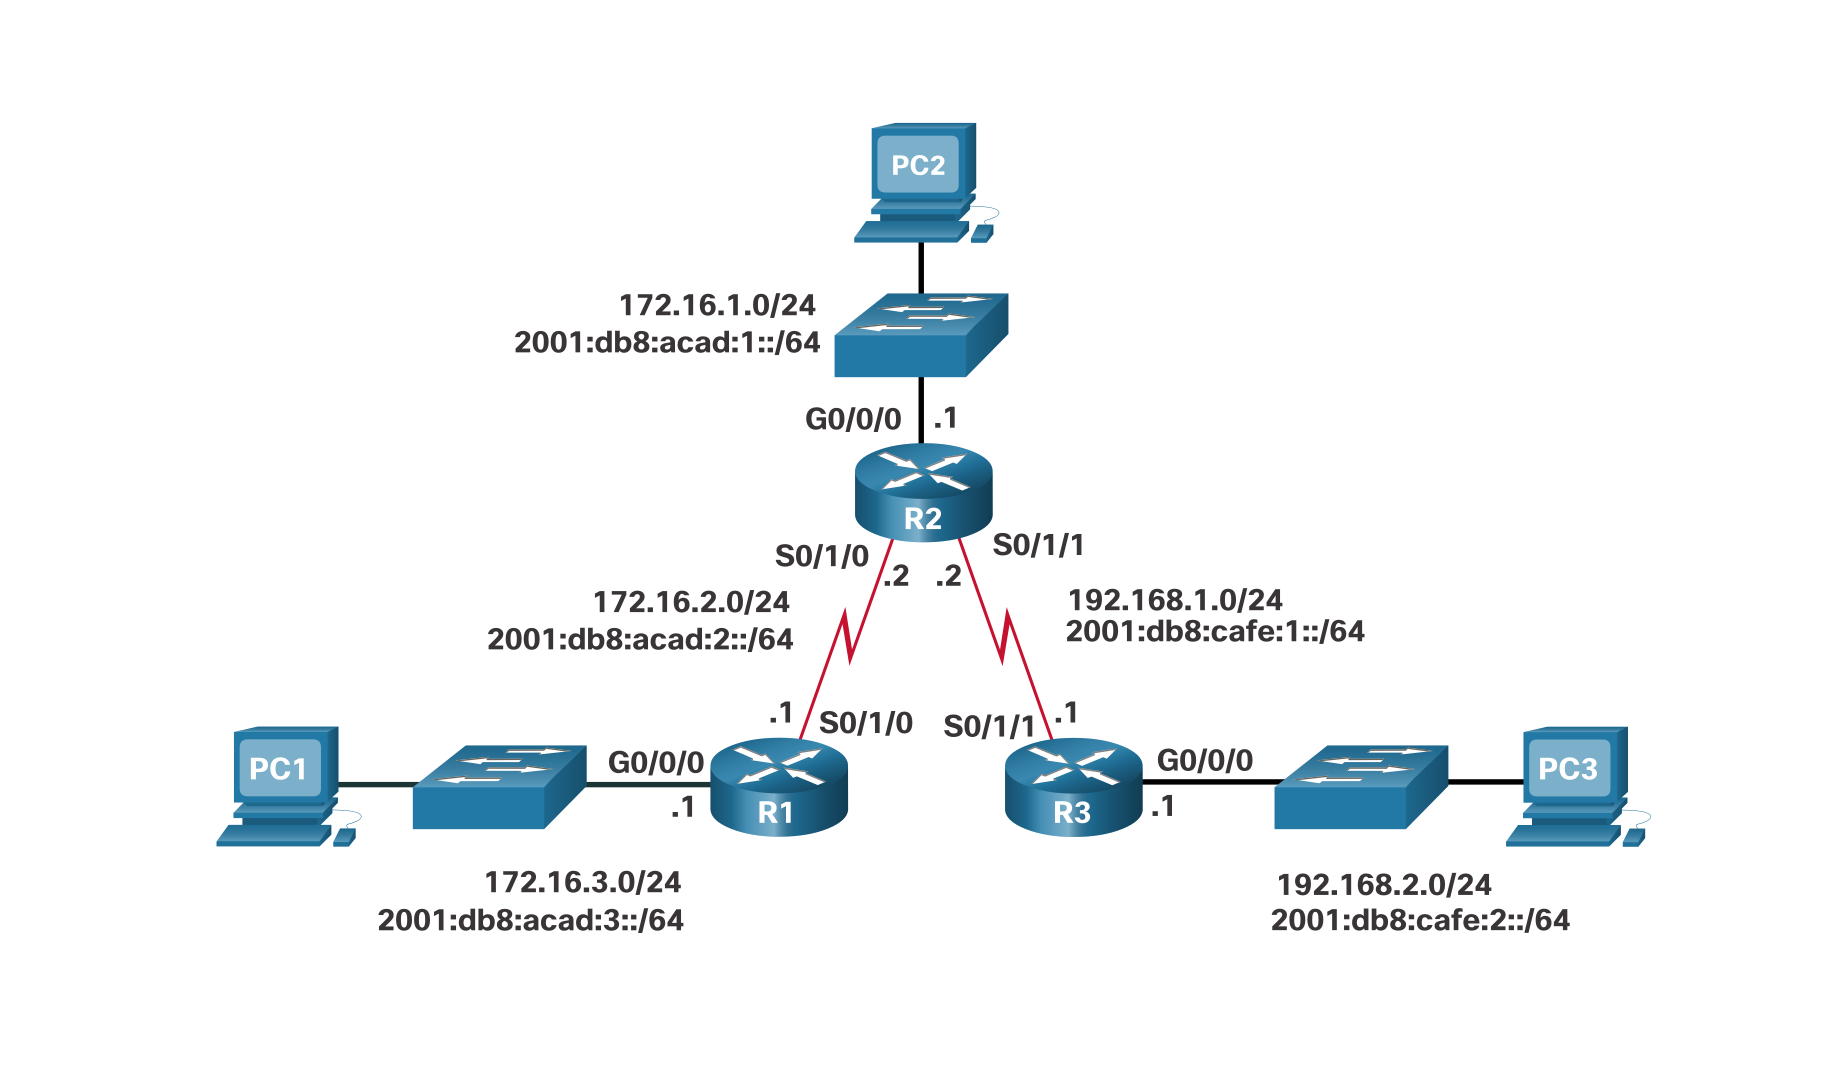 PC2
172.16.1.0/24
2001:db8:acad:1::/64
G0/0/0
.1
R2
S0/1/0
S0/1/1
.2
.2
172.16.2.0/24
2001:db8:acad:2::/64
192.168.1.0/24
2001:db8:cafe:1::/64
.1
S0/1/0
S0/1/1
.1
PC1
G0/0/0
.1
R1
R3
G0/0/0
.1
PC3
172.16.3.0/24
2001:db8:acad:3::/64
192.168.2.0/24
2001:db8:cafe:2::/64